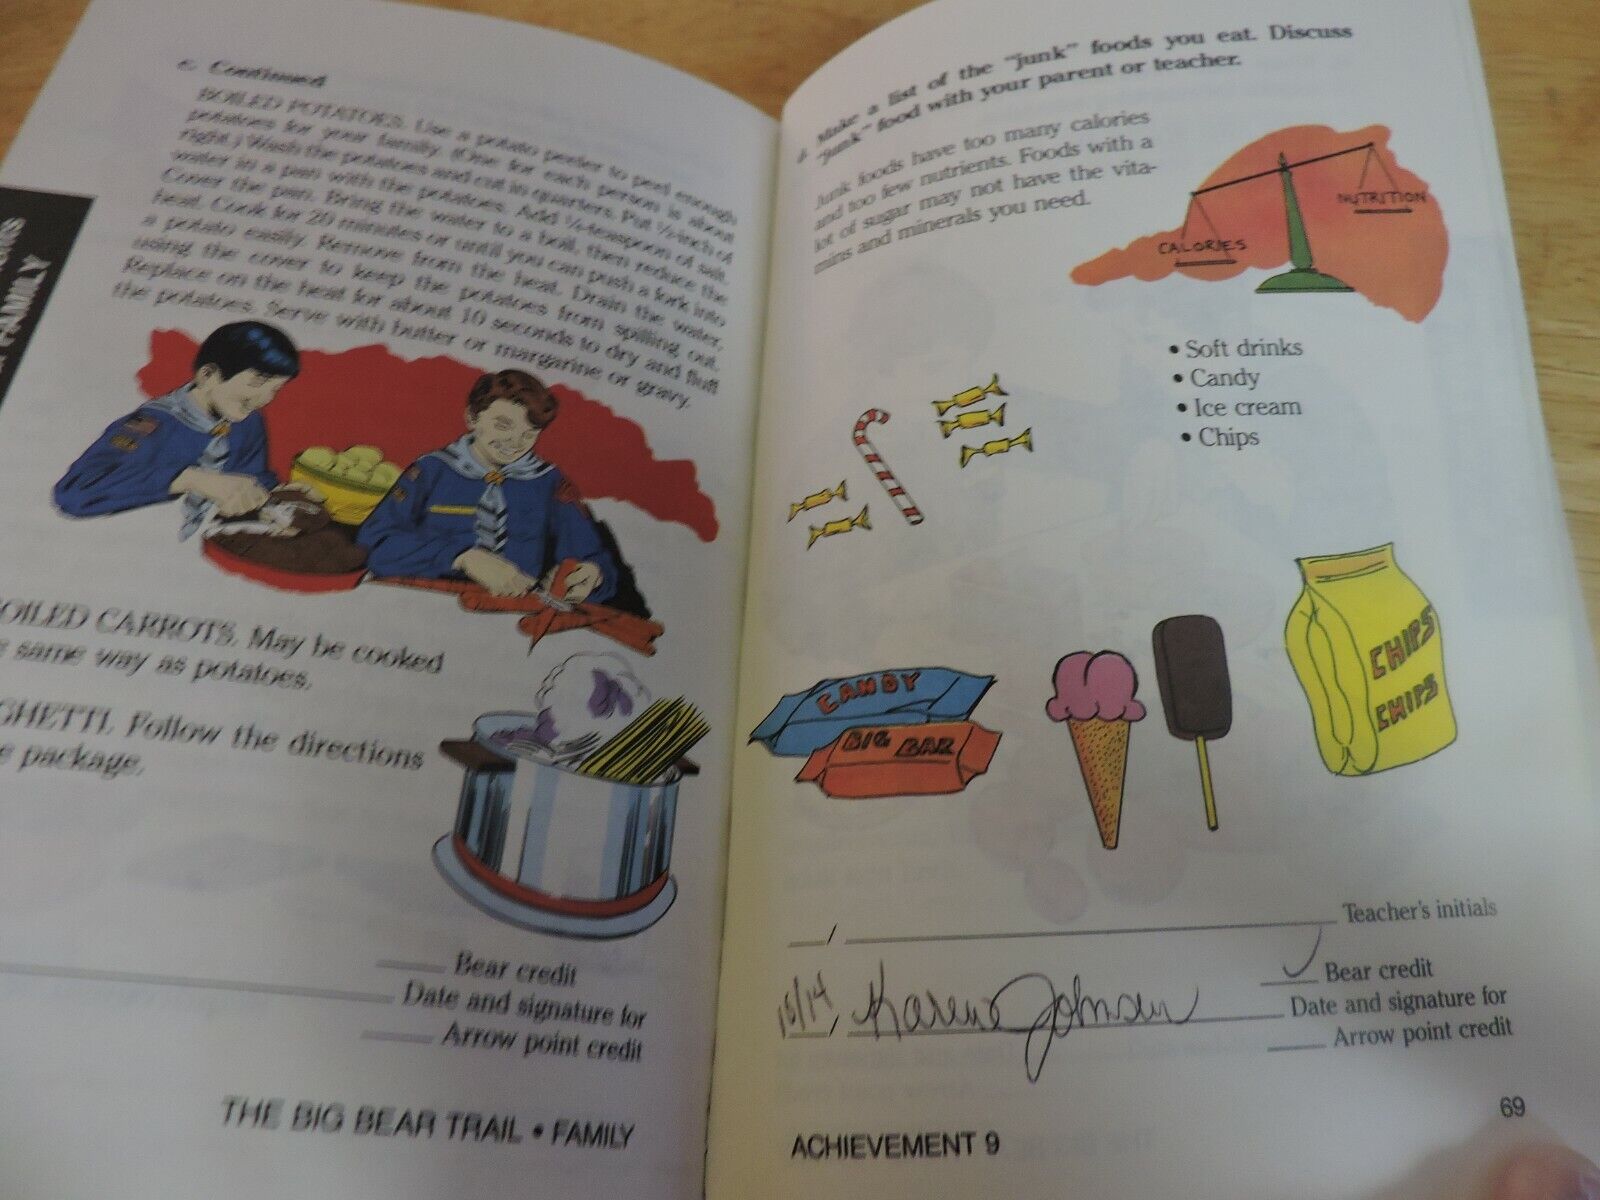 c. Continued
BOILED POTATOES. Use a potato peeler to peel enough
potatoes for your family. (One for each person is about
right.) Wash the potatoes and cut in quarters. Put ½-inch of
water in a pan with the potatoes. Add ¼-teaspoon of salt.
Cover the pan. Bring the water to a boil, then reduce the
heat. Cook for 20 minutes or until you can push a fork into
a potato easily. Remove from the heat. Drain the water,
using the cover to keep the potatoes from spilling out.
Replace on the heat for about 10 seconds to dry and fluff
the potatoes. Serve with butter or margarine or gravy.
FAMILY
OILED CARROTS. May be cooked
same way as potatoes.
GHETTI. Follow the directions
package.
Bear credit
Date and signature for
Arrow point credit
THE BIG BEAR TRAIL • FAMILY
d. Make a list of the "junk" foods you eat. Discuss
"junk" food with your parent or teacher.
Junk foods have too many calories
and too few nutrients. Foods with a
lot of sugar may not have the vita-
mins and minerals you need.
CALORIES
NUTRITION
• Soft drinks
• Candy
• Ice cream
• Chips
CANDY
BIG BAR
CHIPS
CHIPS
/ Teacher's initials
Bear credit
10/14/ Karene Johnson Date and signature for
Arrow point credit
69
ACHIEVEMENT 9